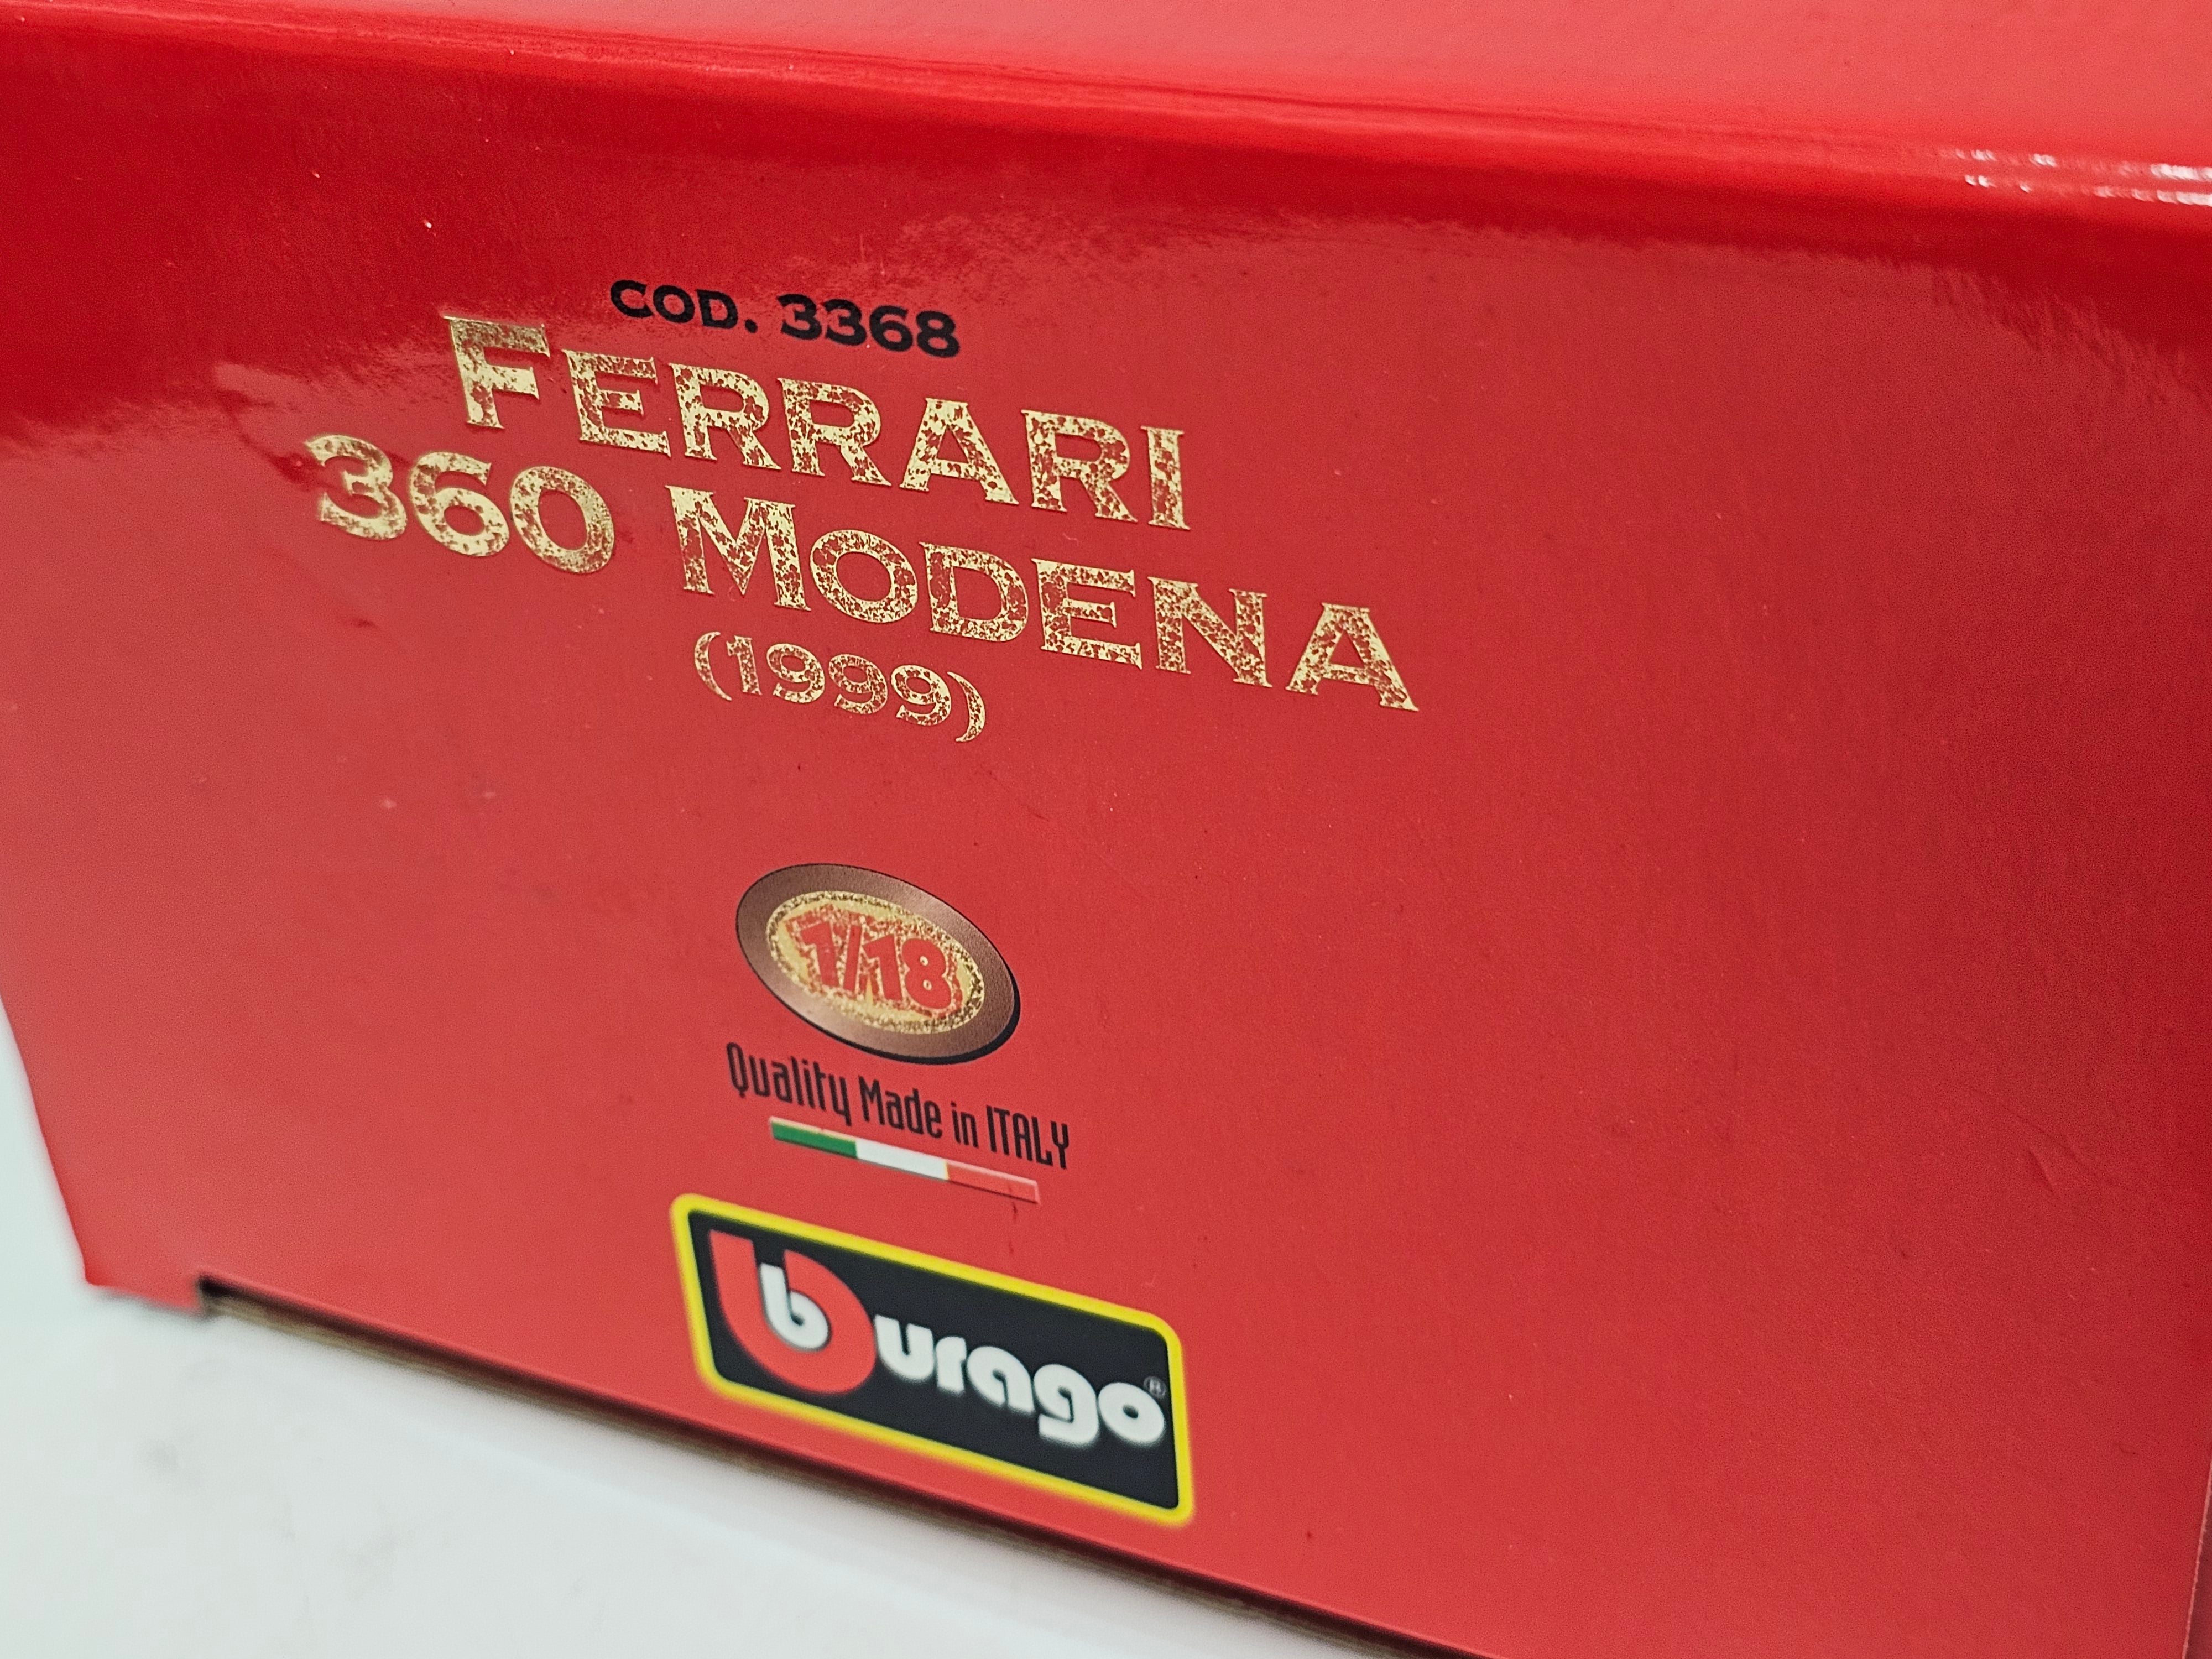 COD. 3368
FERRARI
360 MODENA
(1999)
1/18
Quality Made in ITALY
burago®